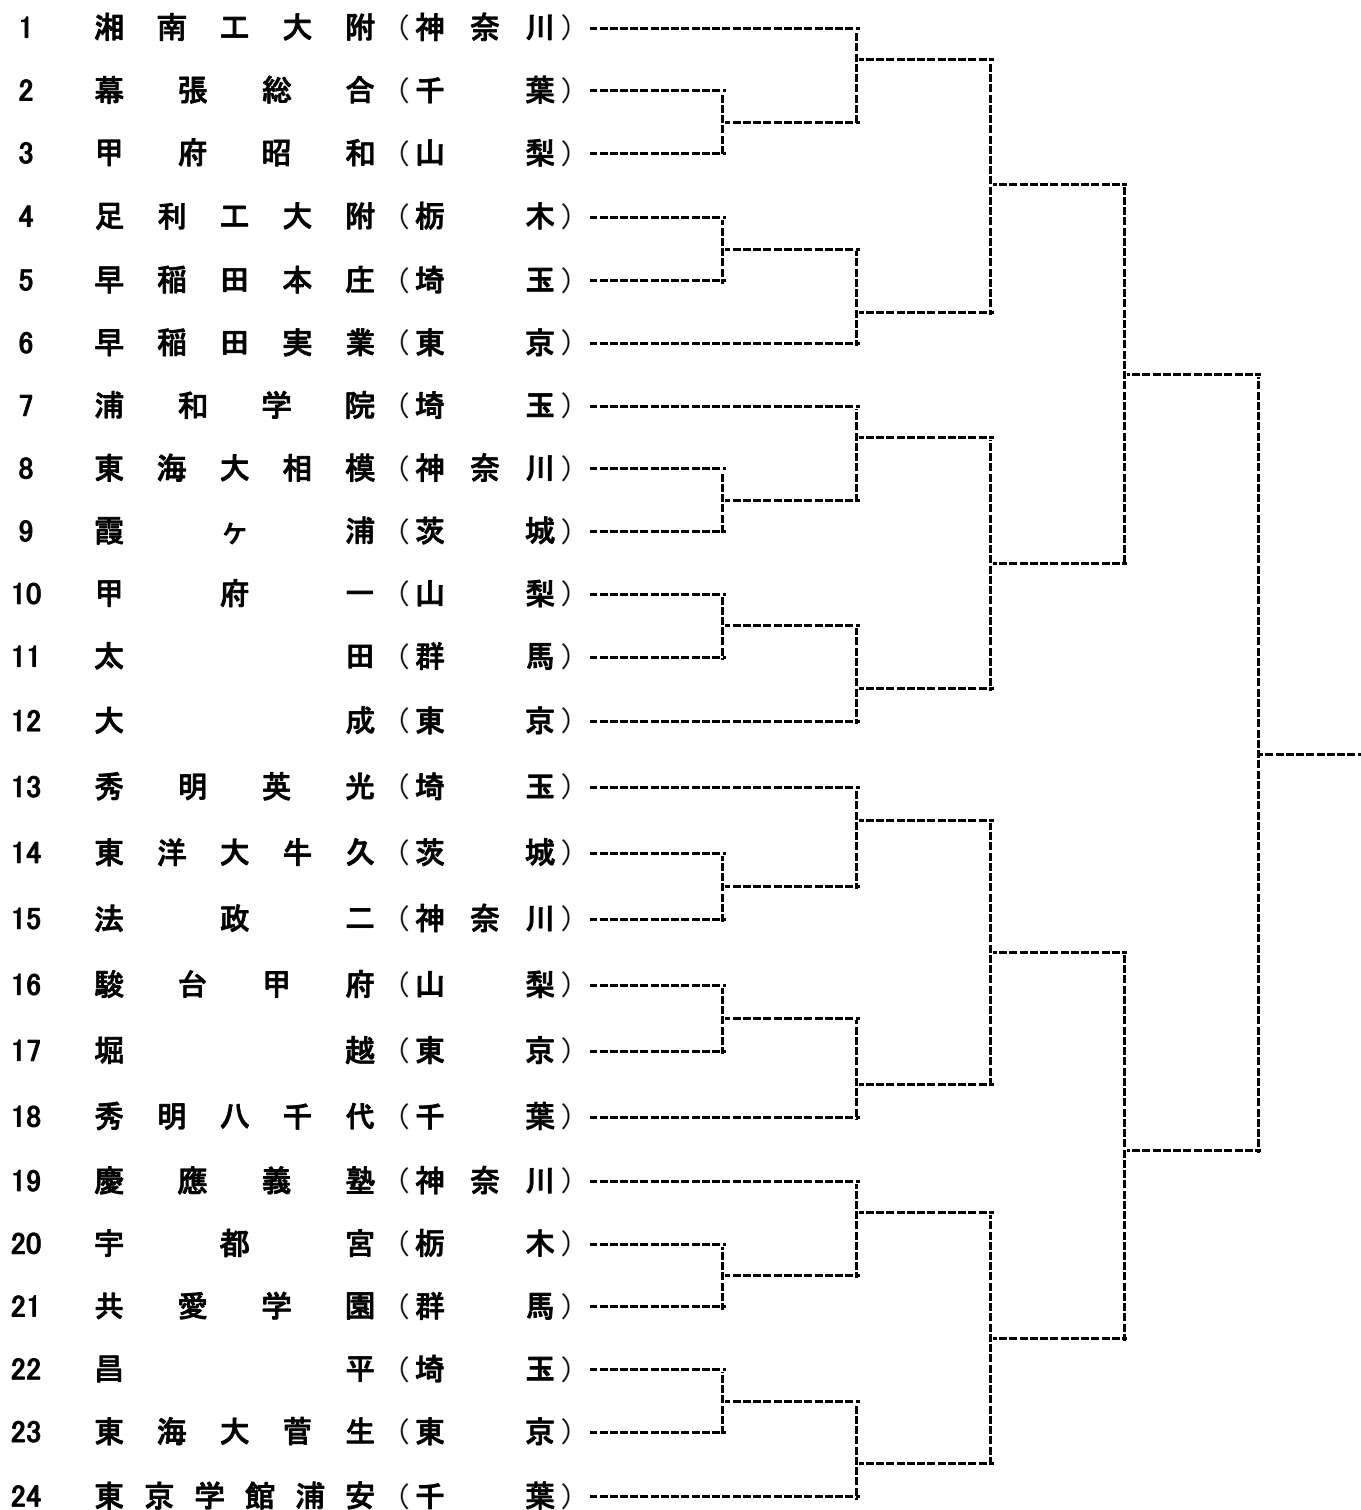 1 湘南工大附（神奈川）
2 幕張総合（千葉）
3 甲府昭和（山梨）
4 足利工大附（栃木）
5 早稲田本庄（埼玉）
6 早稲田実業（東京）
7 浦和学院（埼玉）
8 東海大相模（神奈川）
9 霞ヶ浦（茨城）
10 甲府一（山梨）
11 太田（群馬）
12 大成（東京）
13 秀明英光（埼玉）
14 東洋大牛久（茨城）
15 法政二（神奈川）
16 駿台甲府（山梨）
17 堀越（東京）
18 秀明八千代（千葉）
19 慶應義塾（神奈川）
20 宇都宮（栃木）
21 共愛学園（群馬）
22 昌平（埼玉）
23 東海大菅生（東京）
24 東京学館浦安（千葉）